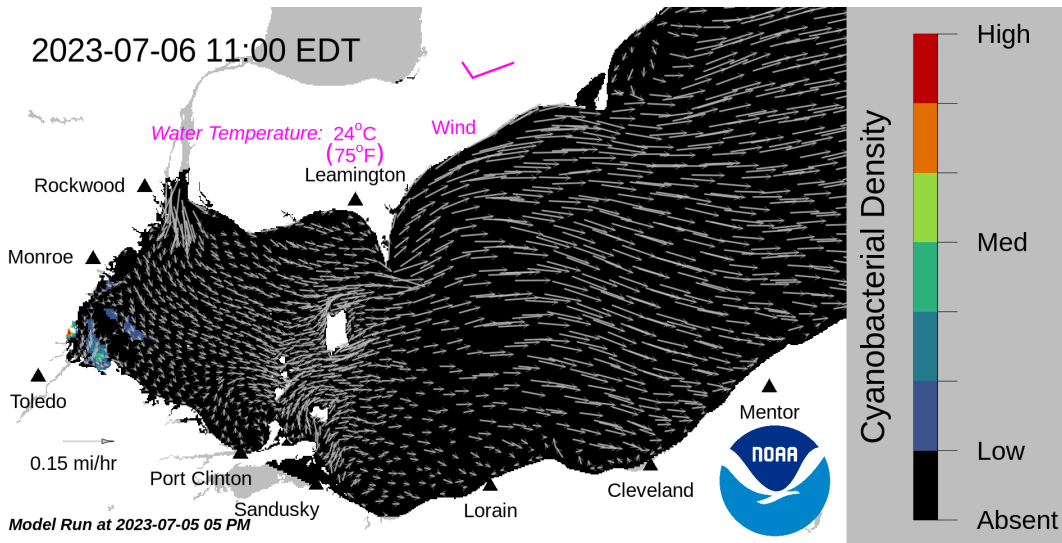 2023-07-06 11:00 EDT
High
Wind
Water Temperature: 24°C
(75°F)
Leamington
Rockwood
Cyanobacterial Density
Med
Monroe
Toledo
Mentor
NOAA
Low
0.15 mi/hr
Port Clinton
Cleveland
Sandusky
Lorain
Absent
Model Run at 2023-07-05 05 PM